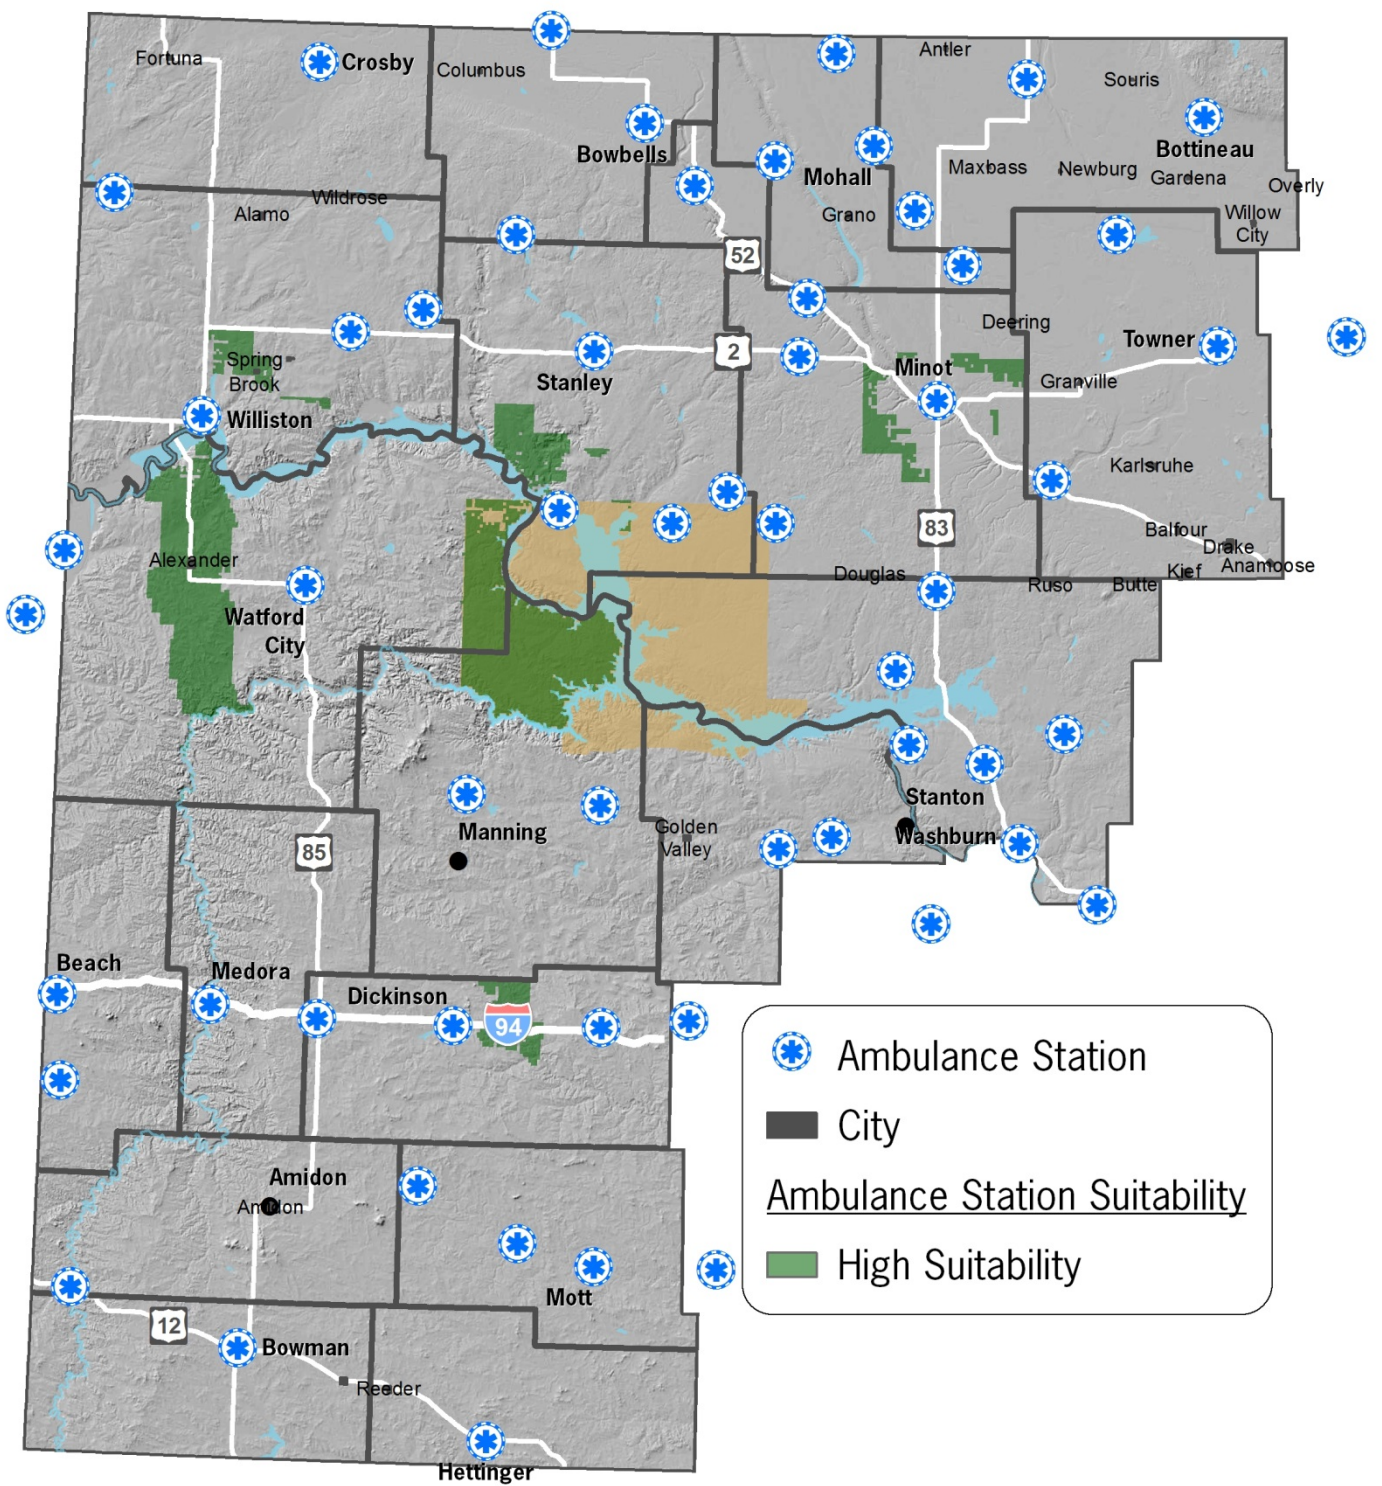 Fortuna
Crosby
Columbus
Antler
Souris
Bowbells
Bottineau
Mohall
Maxbass
Newburg
Gardena
Overly
Wildrose
Alamo
Grano
Willow
City
52
Deering
Towner
2
Spring
Brook
Stanley
Minot
Granville
Williston
Karlsruhe
83
Balfour
Drake
Anamoose
Alexander
Douglas
Kief
Ruso
Butte
Watford
City
Stanton
Manning
Golden
Valley
Washburn
85
Beach
Medora
Dickinson
94
Ambulance Station
City
Ambulance Station Suitability
High Suitability
Amidon
Amidon
Mott
12
Bowman
Reeder
Hettinger